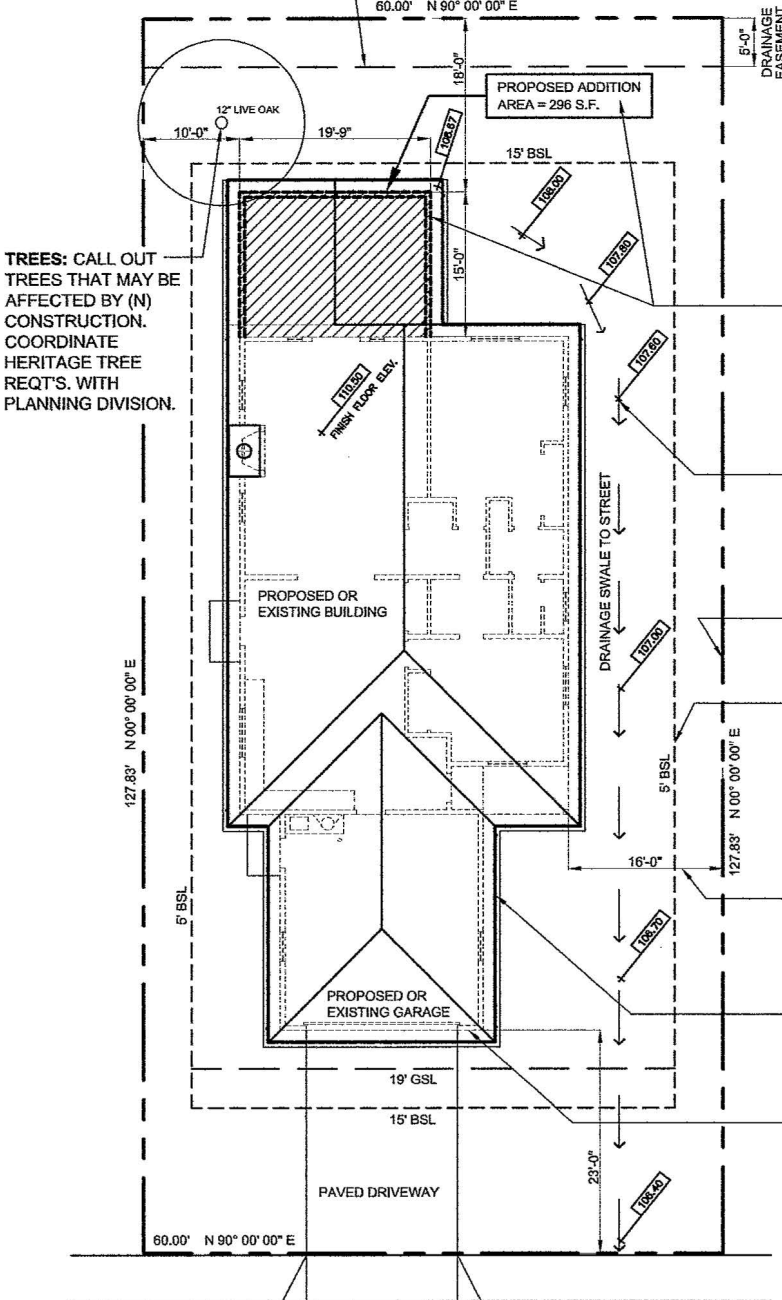 60.00' N 90° 00' 00" E
5'-0"
DRAINAGE
EASEMENT
18'-0"
PROPOSED ADDITION
AREA = 296 S.F.
12" LIVE OAK
10'-0"
19'-9"
108.67
15' BSL
108.00
TREES: CALL OUT
TREES THAT MAY BE
AFFECTED BY (N)
CONSTRUCTION.
COORDINATE
HERITAGE TREE
REQT'S. WITH
PLANNING DIVISION.
15'-0"
107.80
107.60
110.50
FINISH FLOOR ELEV.
DRAINAGE SWALE TO STREET
PROPOSED OR
EXISTING BUILDING
107.00
127.83' N 00° 00' 00" E
5' BSL
127.83' N 00° 00' 00" E
16'-0"
5' BSL
106.70
PROPOSED OR
EXISTING GARAGE
19' GSL
15' BSL
23'-0"
PAVED DRIVEWAY
106.40
60.00' N 90° 00' 00" E